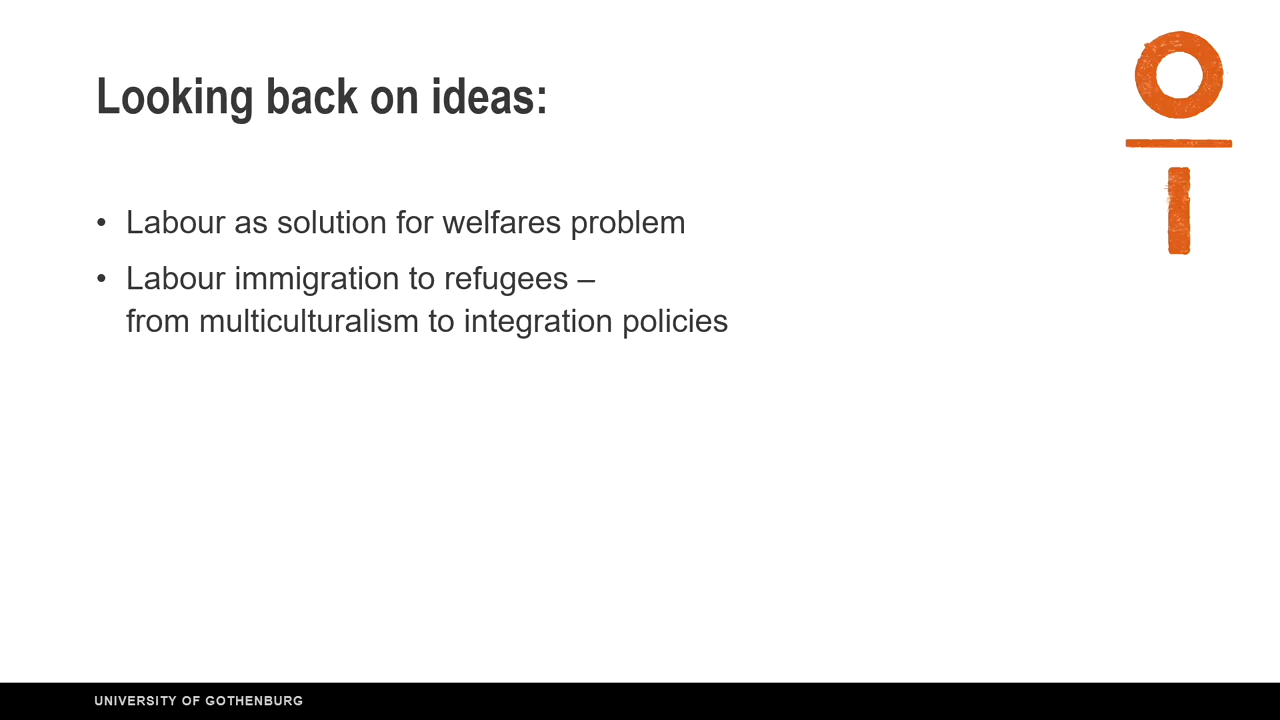 Looking back on ideas:
• Labour as solution for welfares problem
• Labour immigration to refugees –
from multiculturalism to integration policies
UNIVERSITY OF GOTHENBURG